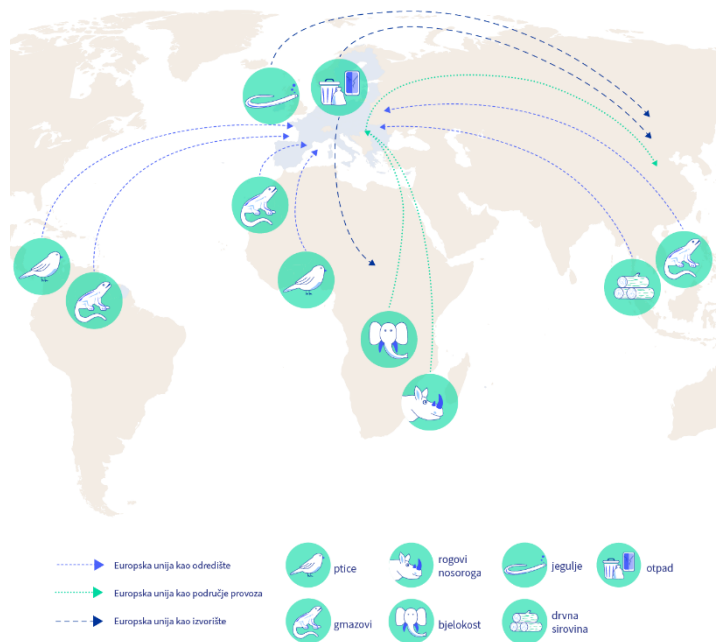 Europska unija kao odredište
Europska unija kao područje provoza
Europska unija kao izvorište
ptice
rogovi
nosoroga
jegulje
otpad
gmazovi
bjelokost
drvna
sirovina